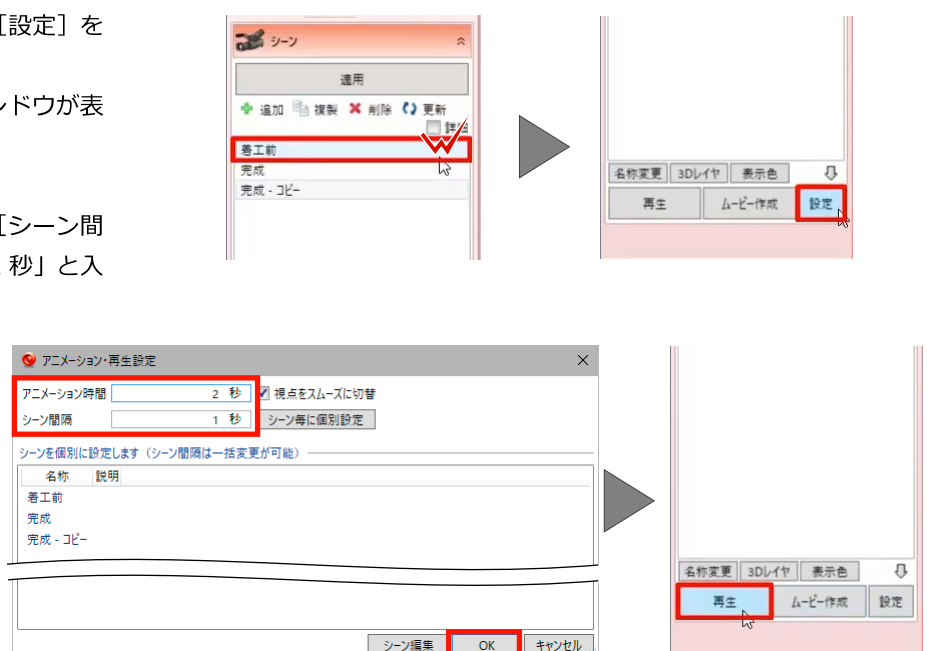 ［設定］を
ンドウが表
［シーン間
秒」と入
シーン
適用
追加 複製 削除 更新
詳細
着工前
完成
完成 - コピー
名称変更 3Dレイヤ 表示色
再生 ムービー作成 設定
アニメーション・再生設定
アニメーション時間 2 秒 視点をスムーズに切替
シーン間隔 1 秒 シーン毎に個別設定
シーンを個別に設定します（シーン間隔は一括変更が可能）
名称 説明
着工前
完成
完成 - コピー
シーン編集 OK キャンセル
名称変更 3Dレイヤ 表示色
再生 ムービー作成 設定